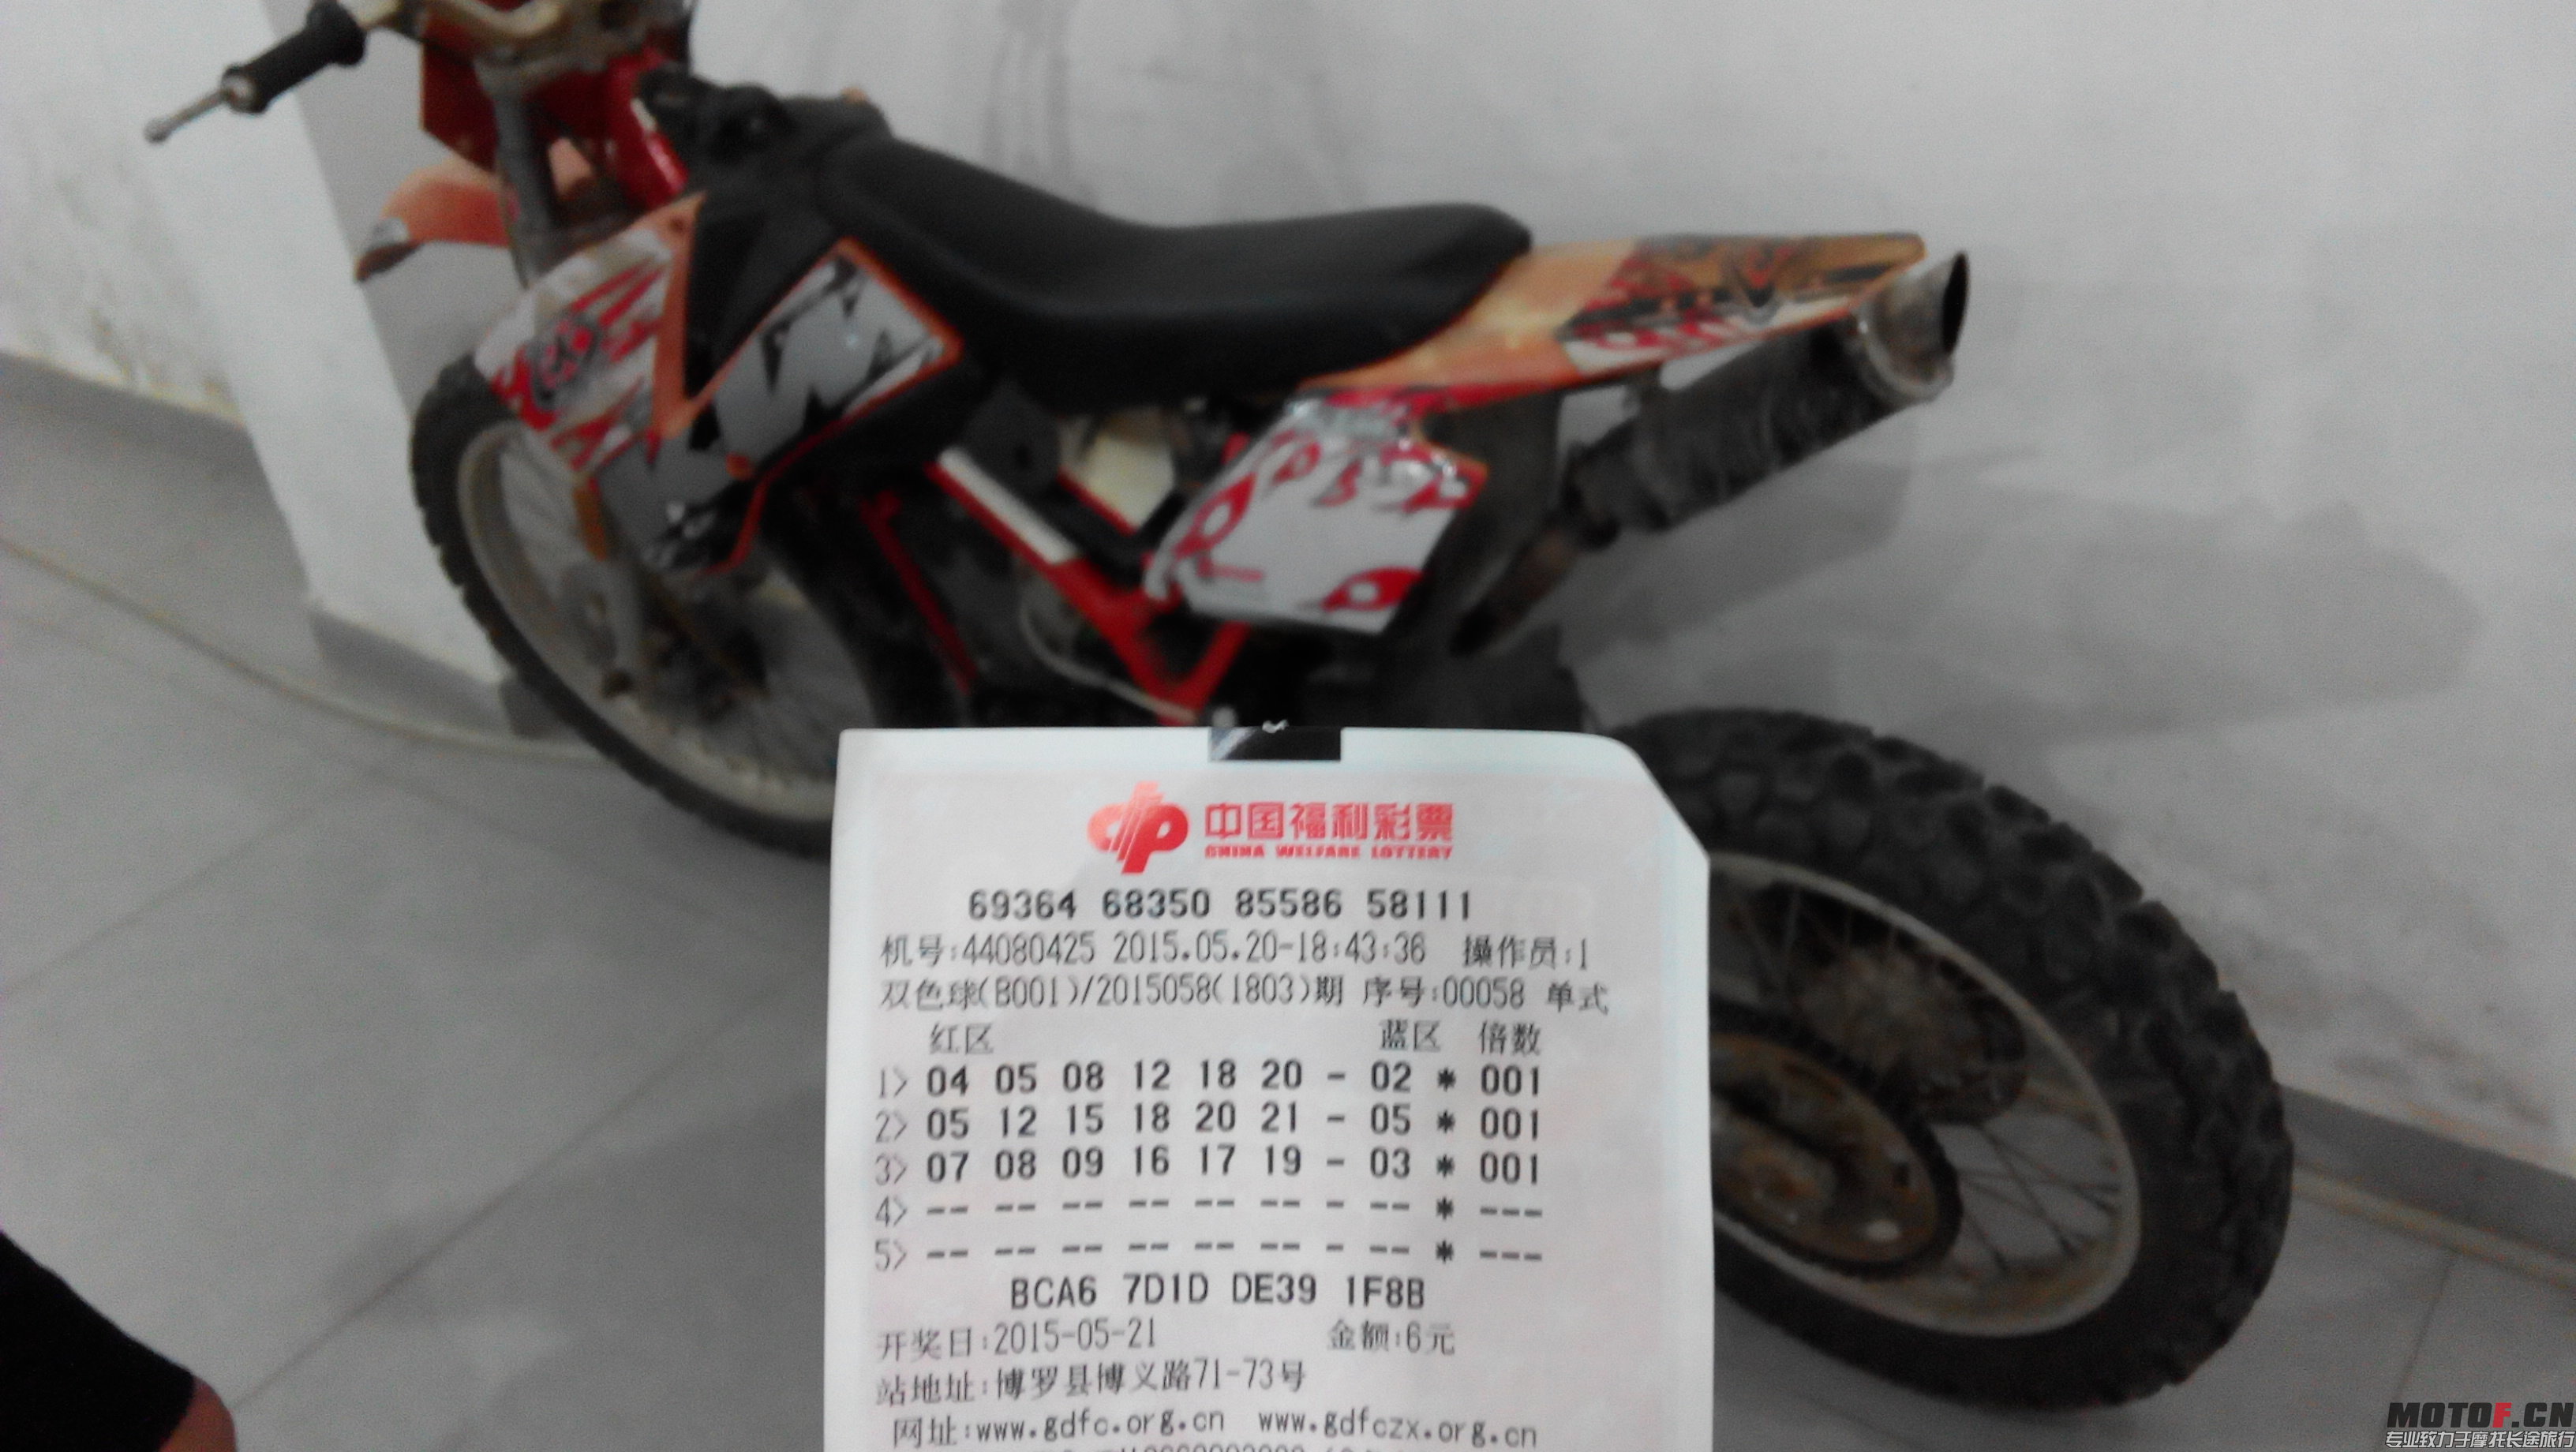 中国福利彩票
CHINA WELFARE LOTTERY
69364 68350 85586 58111
机号:44080425 2015.05.20-18:43:36 操作员:1
双色球(B001)/2015058(1803)期 序号:00058 单式
红区 蓝区 倍数
1> 04 05 08 12 18 20 - 02 * 001
2> 05 12 15 18 20 21 - 05 * 001
3> 07 08 09 16 17 19 - 03 * 001
4> -- -- -- -- -- -- - -- * ---
5> -- -- -- -- -- -- - -- * ---
BCA6 7D1D DE39 1F8B
开奖日:2015-05-21 金额:6元
站地址:博罗县博义路71-73号
网址:www.gdfc.org.cn www.gdfczx.org.cn
MOTOF.CN
专业致力于摩托长途旅行